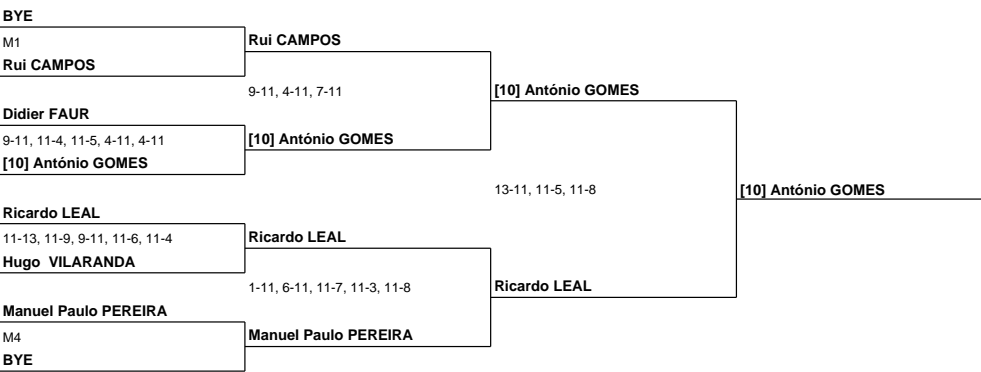 BYE
M1
Rui CAMPOS
Rui CAMPOS
9-11, 4-11, 7-11
[10] António GOMES
Didier FAUR
9-11, 11-4, 11-5, 4-11, 4-11
[10] António GOMES
[10] António GOMES
13-11, 11-5, 11-8
[10] António GOMES
Ricardo LEAL
11-13, 11-9, 9-11, 11-6, 11-4
Hugo  VILARANDA
Ricardo LEAL
1-11, 6-11, 11-7, 11-3, 11-8
Ricardo LEAL
Manuel Paulo PEREIRA
M4
BYE
Manuel Paulo PEREIRA